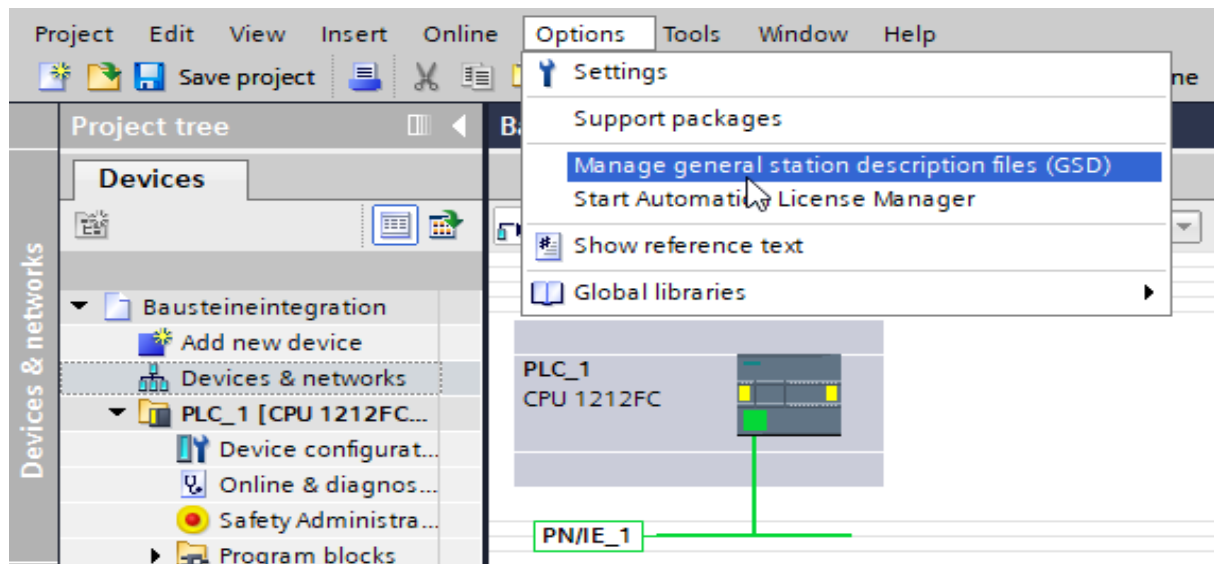 Project Edit View Insert Online Options Tools Window Help
Save project
ne
Settings
Support packages
Manage general station description files (GSD)
Start Automation License Manager
Show reference text
Global libraries
Project tree
Devices
Devices & networks
Bausteineintegration
Add new device
Devices & networks
PLC_1 [CPU 1212FC...
Device configurat...
Online & diagnos...
Safety Administra...
Program blocks
PLC_1
CPU 1212FC
PN/IE_1